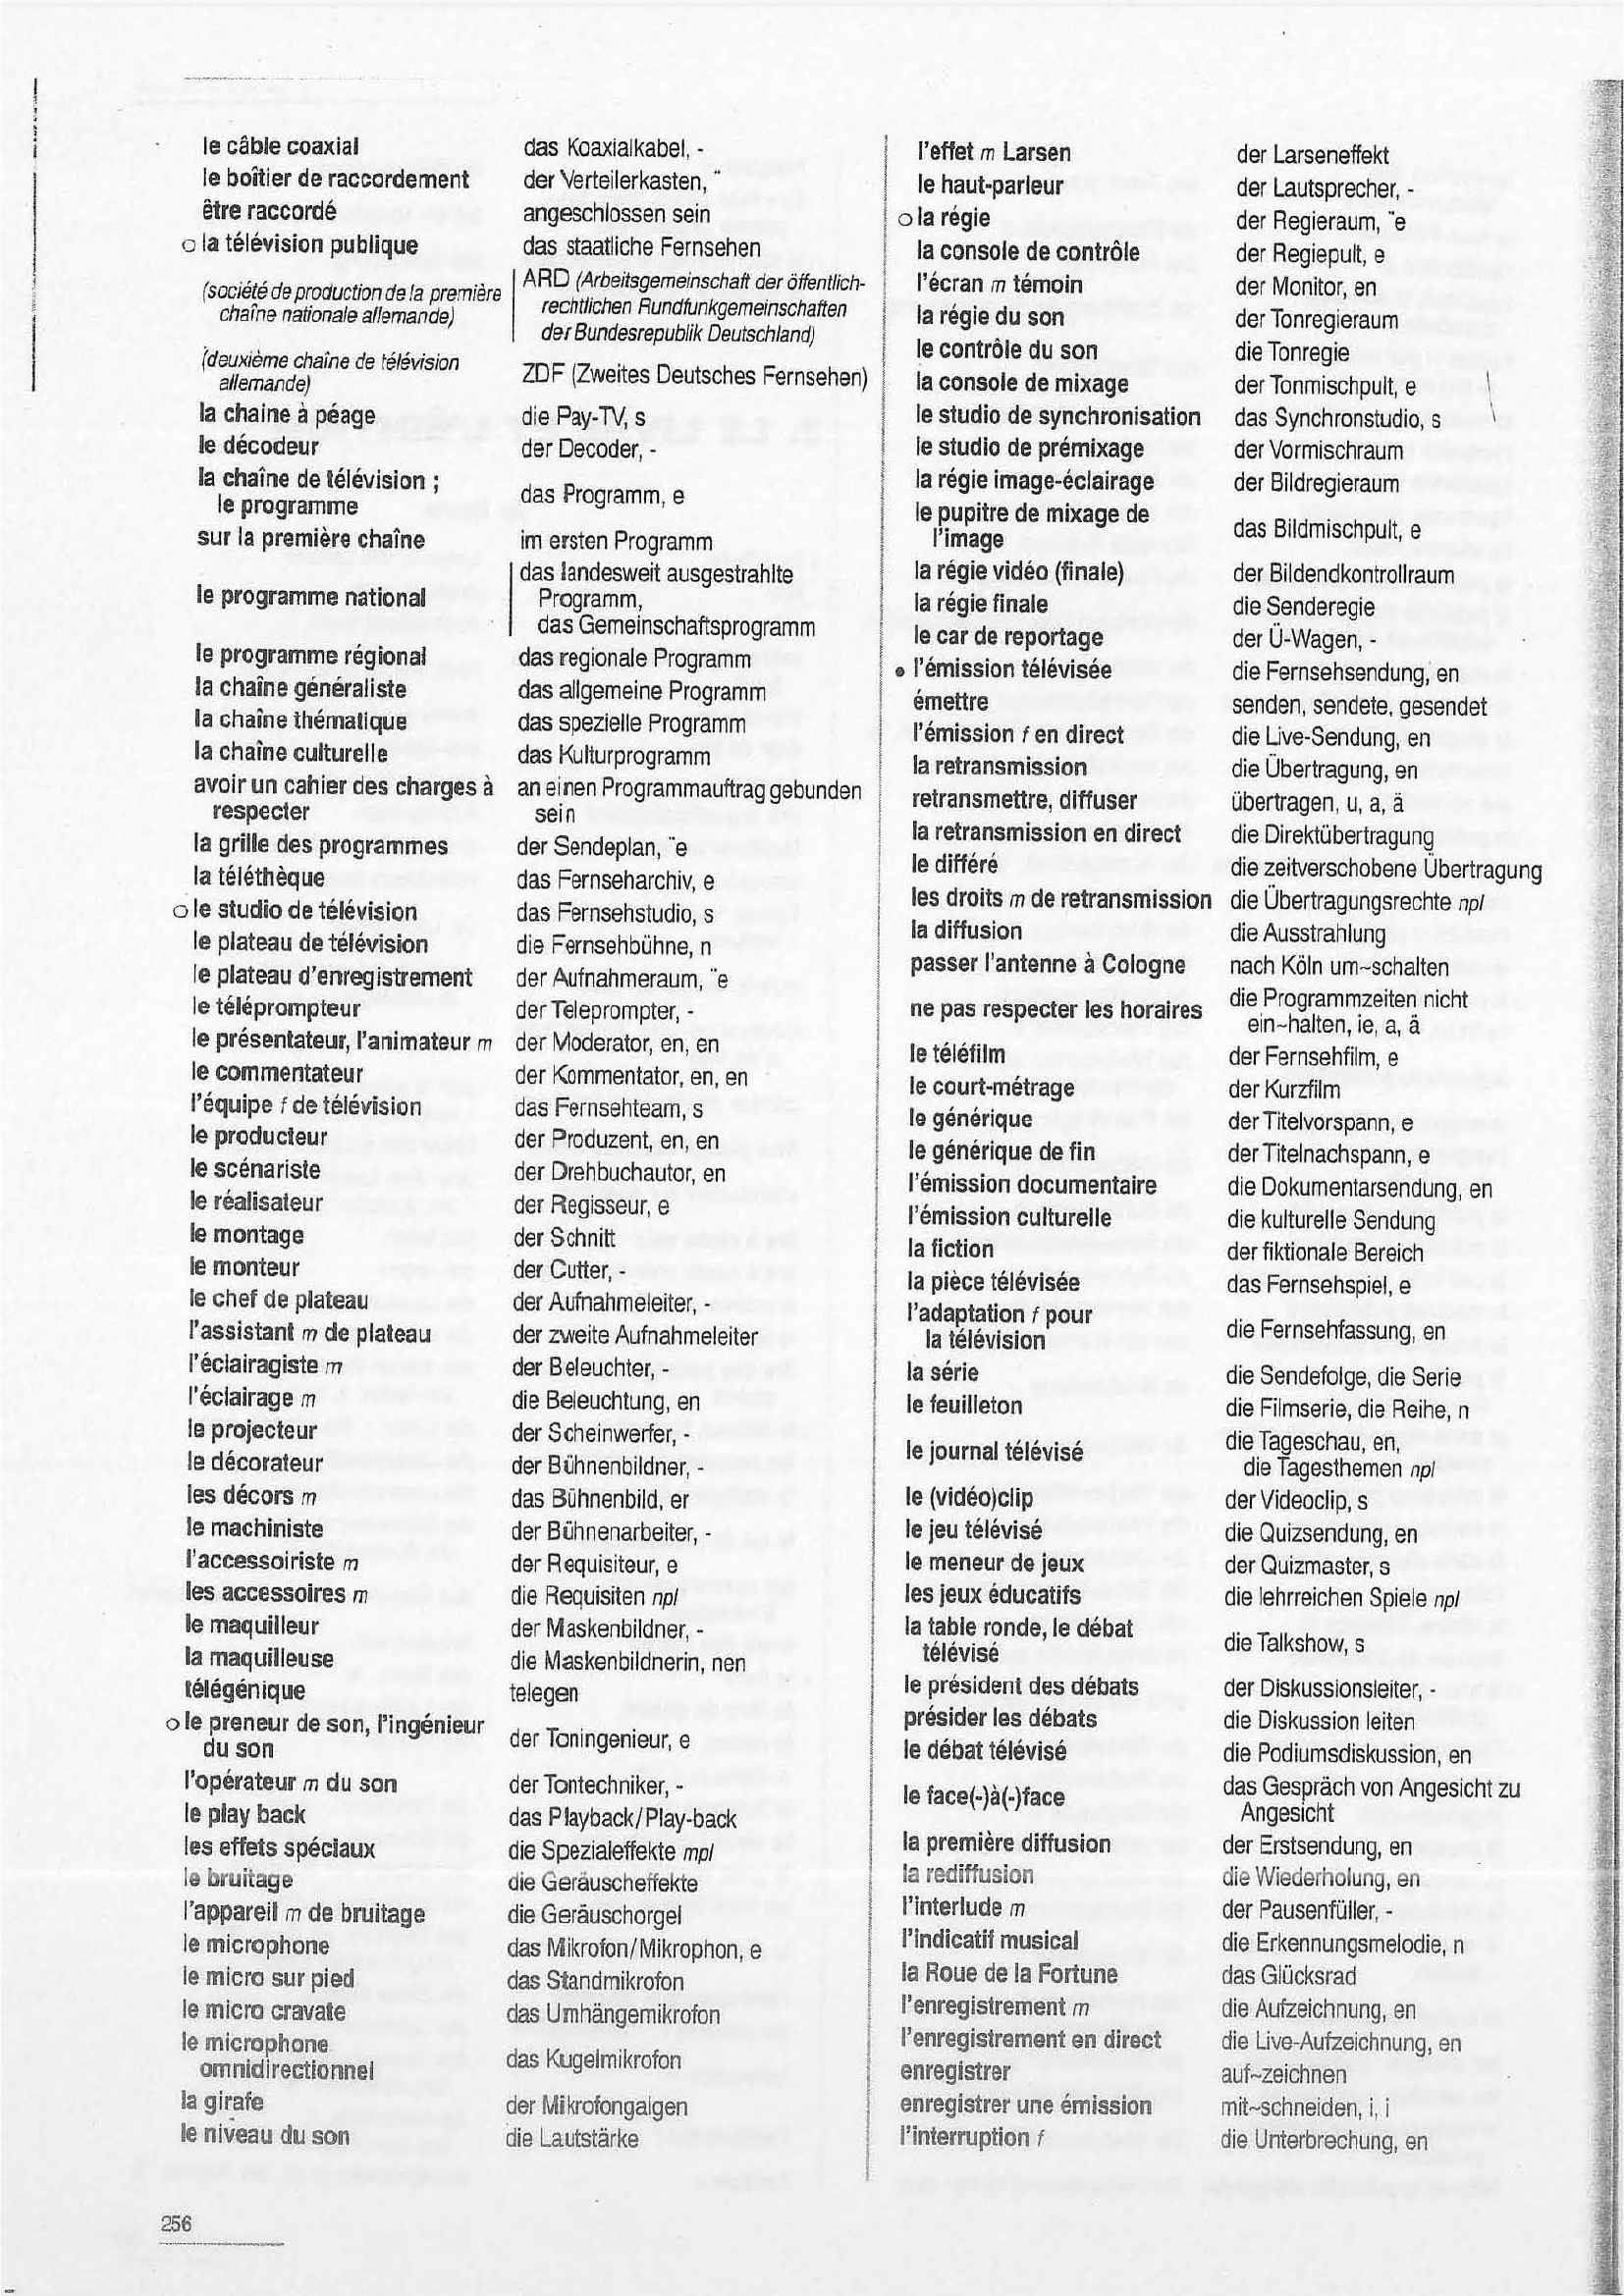 le câble coaxial das Koaxialkabel, -
le boîtier de raccordement der Verteilerkasten, ¨
être raccordé angeschlossen sein
o la télévision publique das staatliche Fernsehen
(société de production de la première ARD (Arbeitsgemeinschaft der öffentlich-
chaîne nationale allemande) rechtlichen Rundfunkgemeinschaften
der Bundesrepublik Deutschland)
(deuxième chaîne de télévision
allemande) ZDF (Zweites Deutsches Fernsehen)
la chaine à péage die Pay-TV, s
le décodeur der Decoder, -
la chaîne de télévision ;
le programme das Programm, e
sur la première chaîne im ersten Programm
das landesweit ausgestrahlte
le programme national Programm,
das Gemeinschaftsprogramm
le programme régional das regionale Programm
la chaîne généraliste das allgemeine Programm
la chaîne thématique das spezielle Programm
la chaîne culturelle das Kulturprogramm
avoir un cahier des charges à an einen Programmauftrag gebunden
respecter sein
la grille des programmes der Sendeplan, ¨e
la téléthèque das Fernseharchiv, e
o le studio de télévision das Fernsehstudio, s
le plateau de télévision die Fernsehbühne, n
le plateau d'enregistrement der Aufnahmeraum, ¨e
le téléprompteur der Teleprompter, -
le présentateur, l'animateur m der Moderator, en, en
le commentateur der Kommentator, en, en
l'équipe f de télévision das Fernsehteam, s
le producteur der Produzent, en, en
le scénariste der Drehbuchautor, en
le réalisateur der Regisseur, e
le montage der Schnitt
le monteur der Cutter, -
le chef de plateau der Aufnahmeleiter, -
l'assistant m de plateau der zweite Aufnahmeleiter
l'éclairagiste m der Beleuchter, -
l'éclairage m die Beleuchtung, en
le projecteur der Scheinwerfer, -
le décorateur der Bühnenbildner, -
les décors m das Bühnenbild, er
le machiniste der Bühnenarbeiter, -
l'accessoiriste m der Requisiteur, e
les accessoires m die Requisiten npl
le maquilleur der Maskenbildner, -
la maquilleuse die Maskenbildnerin, nen
télégénique telegen
o le preneur de son, l'ingénieur
du son der Toningenieur, e
l'opérateur m du son der Tontechniker, -
le play back das Playback/Play-back
les effets spéciaux die Spezialeffekte mpl
le bruitage die Geräuscheffekte
l'appareil m de bruitage die Geräuschorgel
le microphone das Mikrofon/Mikrophon, e
le micro sur pied das Standmikrofon
le micro cravate das Umhängemikrofon
le microphone
omnidirectionnel das Kugelmikrofon
la girafe der Mikrofongalgen
le niveau du son die Lautstärke
256
l'effet m Larsen der Larseneffekt
le haut-parleur der Lautsprecher, -
o la régie der Regieraum, ¨e
la console de contrôle der Regiepult, e
l'écran m témoin der Monitor, en
la régie du son der Tonregieraum
le contrôle du son die Tonregie
la console de mixage der Tonmischpult, e
le studio de synchronisation das Synchronstudio, s
le studio de prémixage der Vormischraum
la régie image-éclairage der Bildregieraum
le pupitre de mixage de
l'image das Bildmischpult, e
la régie vidéo (finale) der Bildendkontrollraum
la régie finale die Senderegie
le car de reportage der Ü-Wagen, -
• l'émission télévisée die Fernsehsendung, en
émettre senden, sendete, gesendet
l'émission f en direct die Live-Sendung, en
la retransmission die Übertragung, en
retransmettre, diffuser übertragen, u, a, ä
la retransmission en direct die Direktübertragung
le différé die zeitverschobene Übertragung
les droits m de retransmission die Übertragungsrechte npl
la diffusion die Ausstrahlung
passer l'antenne à Cologne nach Köln um~schalten
ne pas respecter les horaires die Programmzeiten nicht
ein~halten, ie, a, ä
le téléfilm der Fernsehfilm, e
le court-métrage der Kurzfilm
le générique der Titelvorspann, e
le générique de fin der Titelnachspann, e
l'émission documentaire die Dokumentarsendung, en
l'émission culturelle die kulturelle Sendung
la fiction der fiktionale Bereich
la pièce télévisée das Fernsehspiel, e
l'adaptation f pour
la télévision die Fernsehfassung, en
la série die Sendefolge, die Serie
le feuilleton die Filmserie, die Reihe, n
le journal télévisé die Tageschau, en,
die Tagesthemen npl
le (vidéo)clip der Videoclip, s
le jeu télévisé die Quizsendung, en
le meneur de jeux der Quizmaster, s
les jeux éducatifs die lehrreichen Spiele npl
la table ronde, le débat
télévisé die Talkshow, s
le président des débats der Diskussionsleiter, -
présider les débats die Diskussion leiten
le débat télévisé die Podiumsdiskussion, en
le face(-)à(-)face das Gespräch von Angesicht zu
Angesicht
la première diffusion der Erstsendung, en
la rediffusion die Wiederholung, en
l'interlude m der Pausenfüller, -
l'indicatif musical die Erkennungsmelodie, n
la Roue de la Fortune das Glücksrad
l'enregistrement m die Aufzeichnung, en
l'enregistrement en direct die Live-Aufzeichnung, en
enregistrer auf~zeichnen
enregistrer une émission mit~schneiden, i, i
l'interruption f die Unterbrechung, en